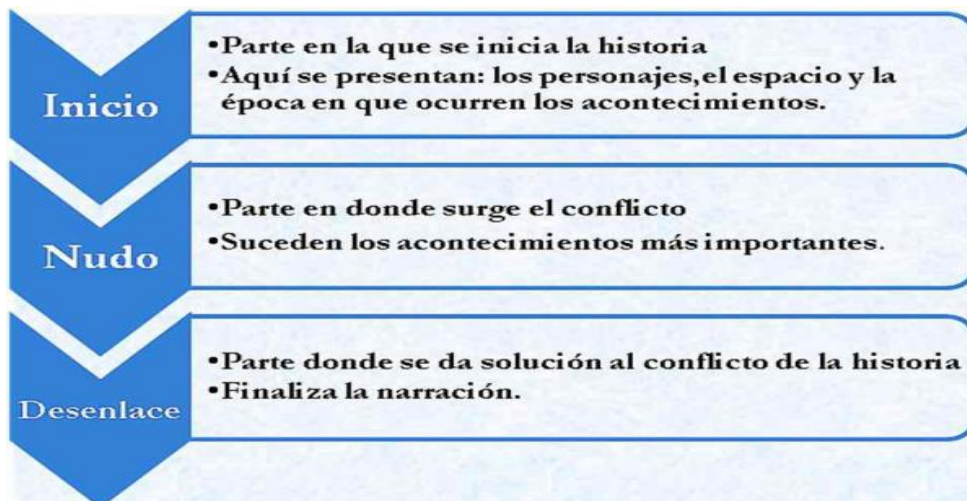 Inicio
•Parte en la que se inicia la historia
•Aquí se presentan: los personajes,el espacio y la
época en que ocurren los acontecimientos.
Nudo
•Parte en donde surge el conflicto
•Suceden los acontecimientos más importantes.
Desenlace
•Parte donde se da solución al conflicto de la historia
•Finaliza la narración.